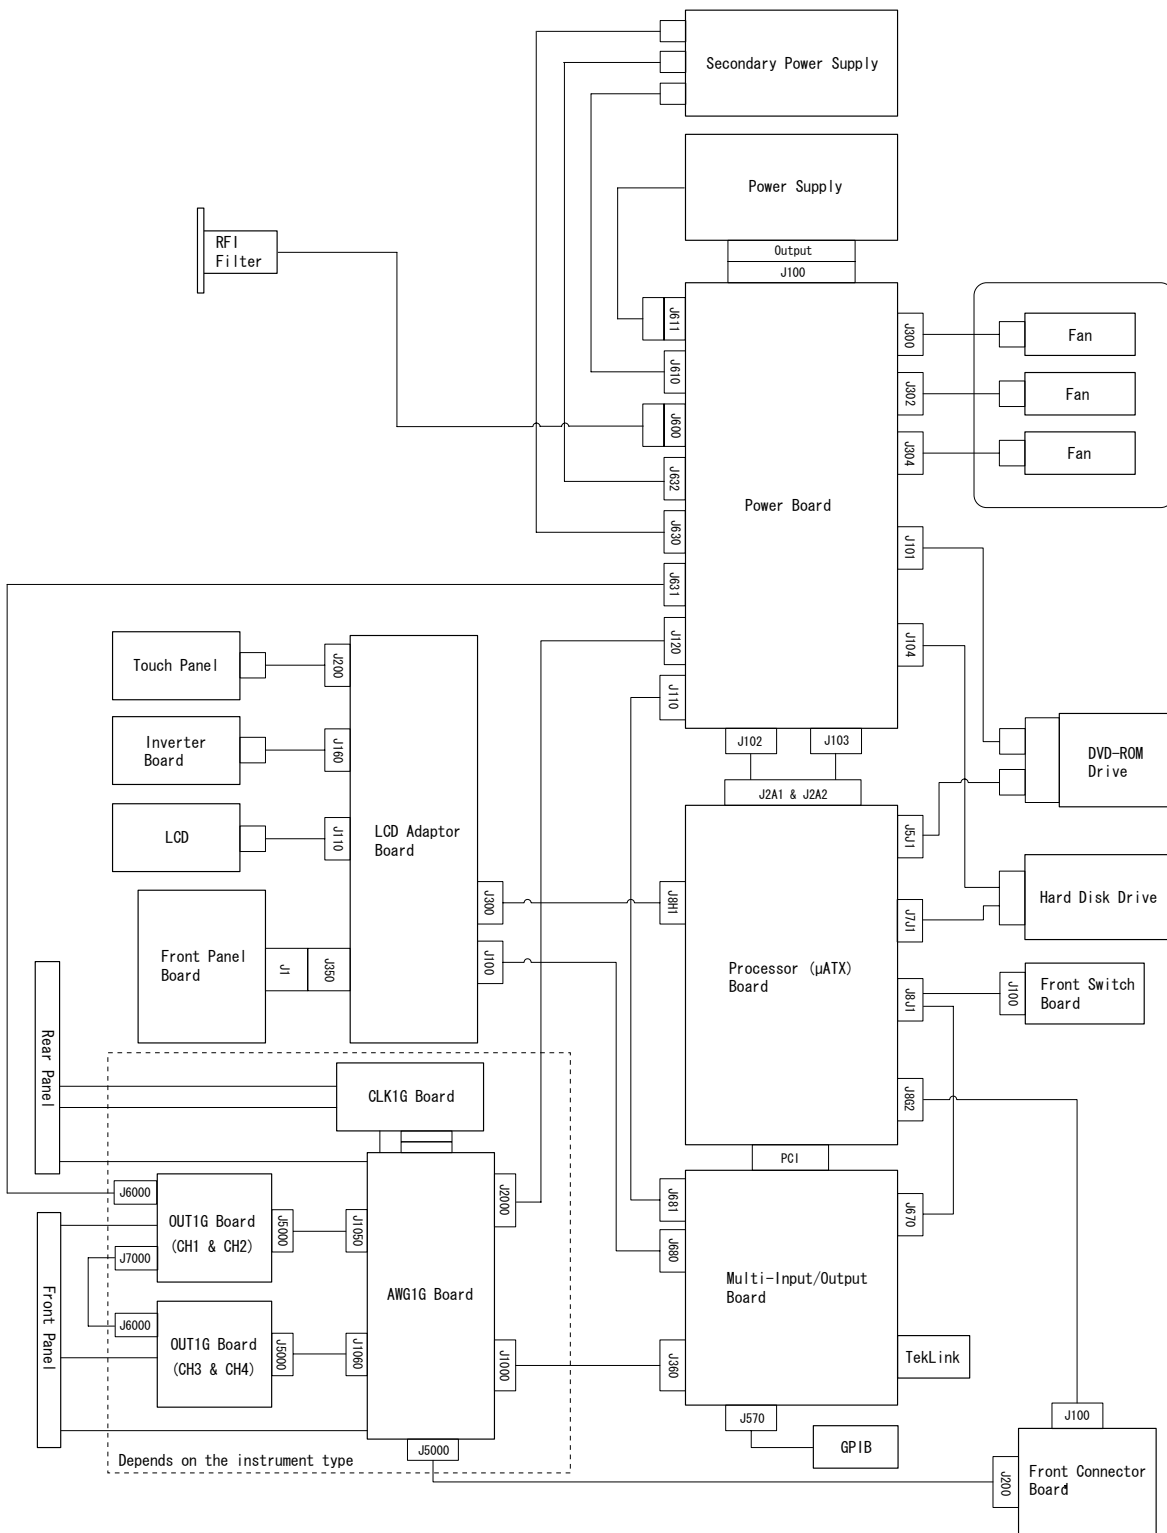 Secondary Power Supply
Power Supply
Output
J100
RFI
Filter
J611
J610
J600
J632
J630
J631
J120
J110
Power Board
J300
J302
J304
J101
J104
Fan
Fan
Fan
J102
J103
J2A1 & J2A2
DVD-ROM
Drive
Touch Panel
J200
Inverter
Board
J160
LCD
J110
LCD Adaptor
Board
J300
J100
Front Panel
Board
J1
J350
J8H1
Processor (µATX)
Board
J5J1
J7J1
J8J1
J8G2
Hard Disk Drive
J100
Front Switch
Board
PCI
Rear Panel
CLK1G Board
J6000
OUT1G Board
(CH1 & CH2)
J5000
J7000
J1050
J2000
Front Panel
J6000
OUT1G Board
(CH3 & CH4)
J5000
J1060
AWG1G Board
J1000
J5000
Depends on the instrument type
J681
J680
J360
Multi-Input/Output
Board
J670
TekLink
J570
GPIB
J100
J200
Front Connector
Board